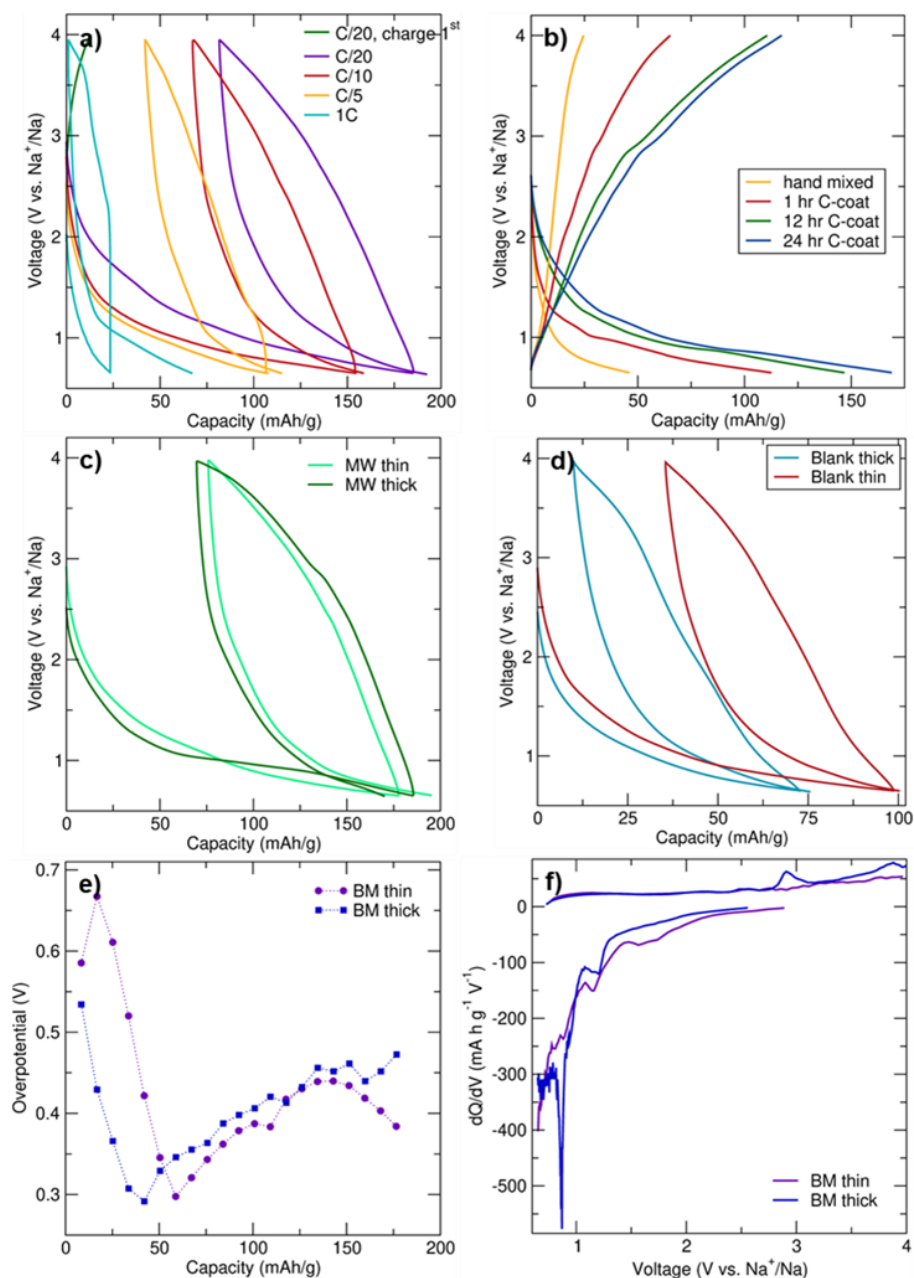 a)
C/20, charge 1st
C/20
C/10
C/5
1C
4
3
2
1
Voltage (V vs. Na+/Na)
0 50 100 150 200
Capacity (mAh/g)
b)
hand mixed
1 hr C-coat
12 hr C-coat
24 hr C-coat
4
3
2
1
Voltage (V vs. Na+/Na)
0 50 100 150
Capacity (mAh/g)
c)
MW thin
MW thick
4
3
2
1
Voltage (V vs. Na+/Na)
0 50 100 150 200
Capacity (mAh/g)
d)
Blank thick
Blank thin
4
3
2
1
Voltage (V vs. Na+/Na)
0 25 50 75 100
Capacity (mAh/g)
e)
BM thin
BM thick
0.7
0.6
0.5
0.4
0.3
Overpotential (V)
0 50 100 150 200
Capacity (mAh/g)
f)
0
-100
-200
-300
-400
-500
dQ/dV (mA h g-1 V-1)
BM thin
BM thick
1 2 3 4
Voltage (V vs. Na+/Na)